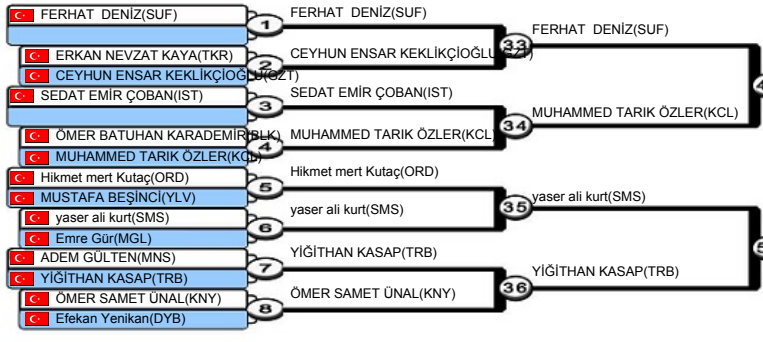 FERHAT DENİZ(SUF)
1
FERHAT DENİZ(SUF)
33
FERHAT DENİZ(SUF)
ERKAN NEVZAT KAYA(TKR)
2
CEYHUN ENSAR KEKLİKÇİOĞLU(GZT)
CEYHUN ENSAR KEKLİKÇİOĞLU(GZT)
SEDAT EMİR ÇOBAN(IST)
3
SEDAT EMİR ÇOBAN(IST)
34
MUHAMMED TARIK ÖZLER(KCL)
ÖMER BATUHAN KARADEMİR(BLK)
4
MUHAMMED TARIK ÖZLER(KCL)
MUHAMMED TARIK ÖZLER(KCL)
Hikmet mert Kutaç(ORD)
5
Hikmet mert Kutaç(ORD)
MUSTAFA BEŞİNCİ(YLV)
35
yaser ali kurt(SMS)
yaser ali kurt(SMS)
6
yaser ali kurt(SMS)
Emre Gür(MGL)
ADEM GÜLTEN(MNS)
7
YİĞİTHAN KASAP(TRB)
YİĞİTHAN KASAP(TRB)
36
YİĞİTHAN KASAP(TRB)
ÖMER SAMET ÜNAL(KNY)
8
ÖMER SAMET ÜNAL(KNY)
Efekan Yenikan(DYB)